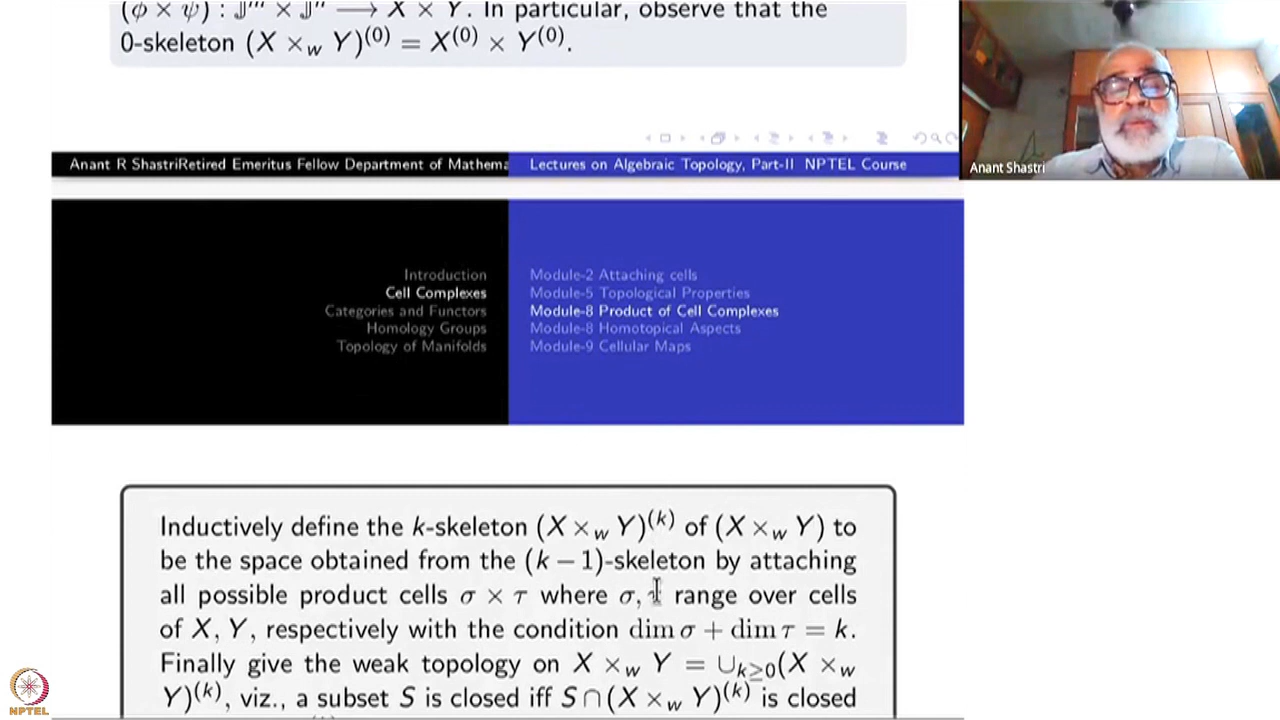 (ϕ × ψ) : 𝕁ᵐ × 𝕁ⁿ ⟶ X × Y. In particular, observe that the
0-skeleton (X ×_w Y)^(0) = X^(0) × Y^(0).
Anant R ShastriRetired Emeritus Fellow Department of Mathema
Lectures on Algebraic Topology, Part-II NPTEL Course
Anant Shastri
Introduction
Cell Complexes
Categories and Functors
Homology Groups
Topology of Manifolds
Module-2 Attaching cells
Module-5 Topological Properties
Module-8 Product of Cell Complexes
Module-8 Homotopical Aspects
Module-9 Cellular Maps
Inductively define the k-skeleton (X ×_w Y)^(k) of (X ×_w Y) to
be the space obtained from the (k − 1)-skeleton by attaching
all possible product cells σ × τ where σ, τ range over cells
of X, Y, respectively with the condition dim σ + dim τ = k.
Finally give the weak topology on X ×_w Y = ∪_{k≥0}(X ×_w
Y)^(k), viz., a subset S is closed iff S ∩ (X ×_w Y)^(k) is closed
NPTEL